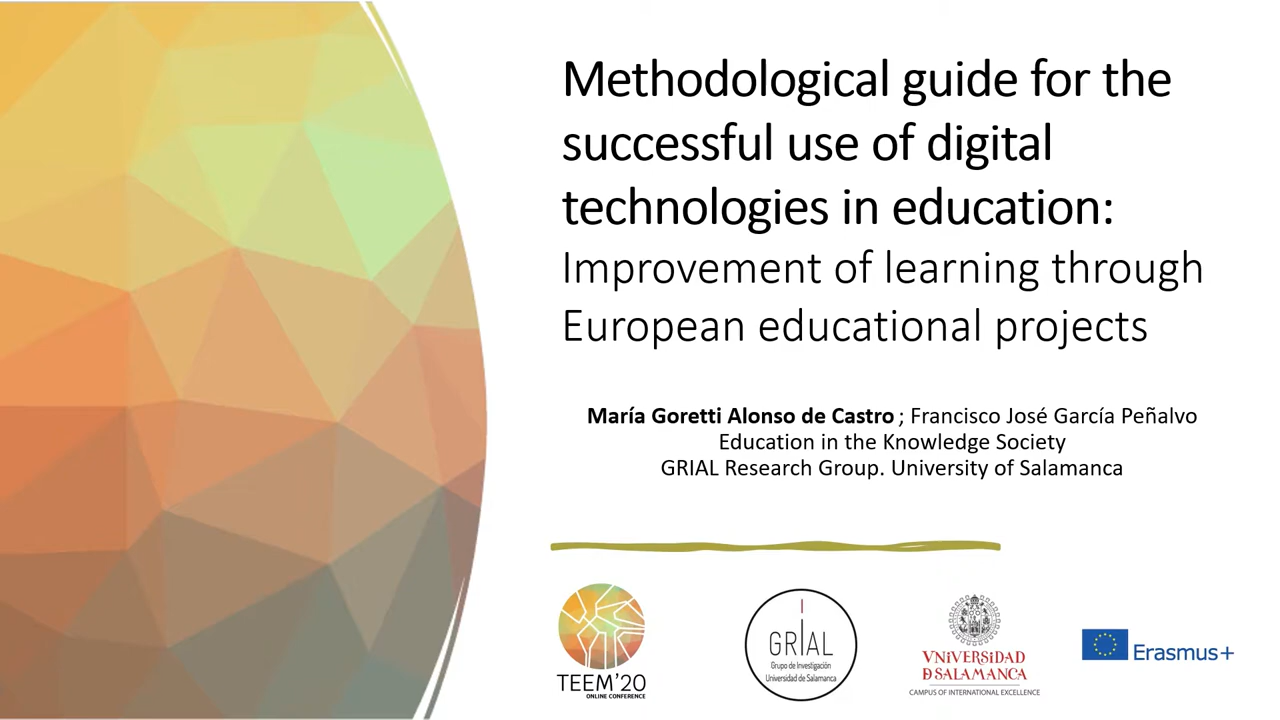 Methodological guide for the
successful use of digital
technologies in education:
Improvement of learning through
European educational projects
María Goretti Alonso de Castro ; Francisco José García Peñalvo
Education in the Knowledge Society
GRIAL Research Group. University of Salamanca
TEEM'20
ONLINE CONFERENCE
GRIAL
Grupo de Investigación
Universidad de Salamanca
VNiVERSiDAD
D SALAMANCA
CAMPUS OF INTERNATIONAL EXCELLENCE
Erasmus+